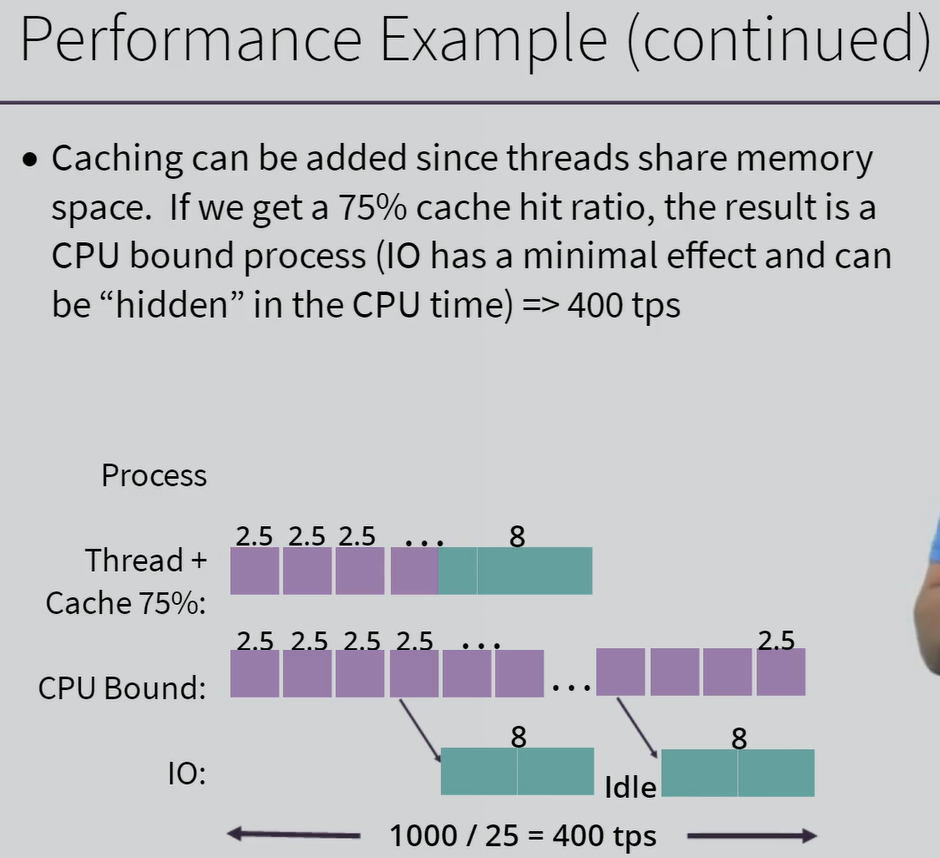 Performance Example (continued)
• Caching can be added since threads share memory
space. If we get a 75% cache hit ratio, the result is a
CPU bound process (IO has a minimal effect and can
be “hidden” in the CPU time) => 400 tps
Process
2.5 2.5 2.5 ... 8
Thread +
Cache 75%:
2.5 2.5 2.5 2.5 ... 2.5
CPU Bound:
...
8 8
IO:
Idle
1000 / 25 = 400 tps